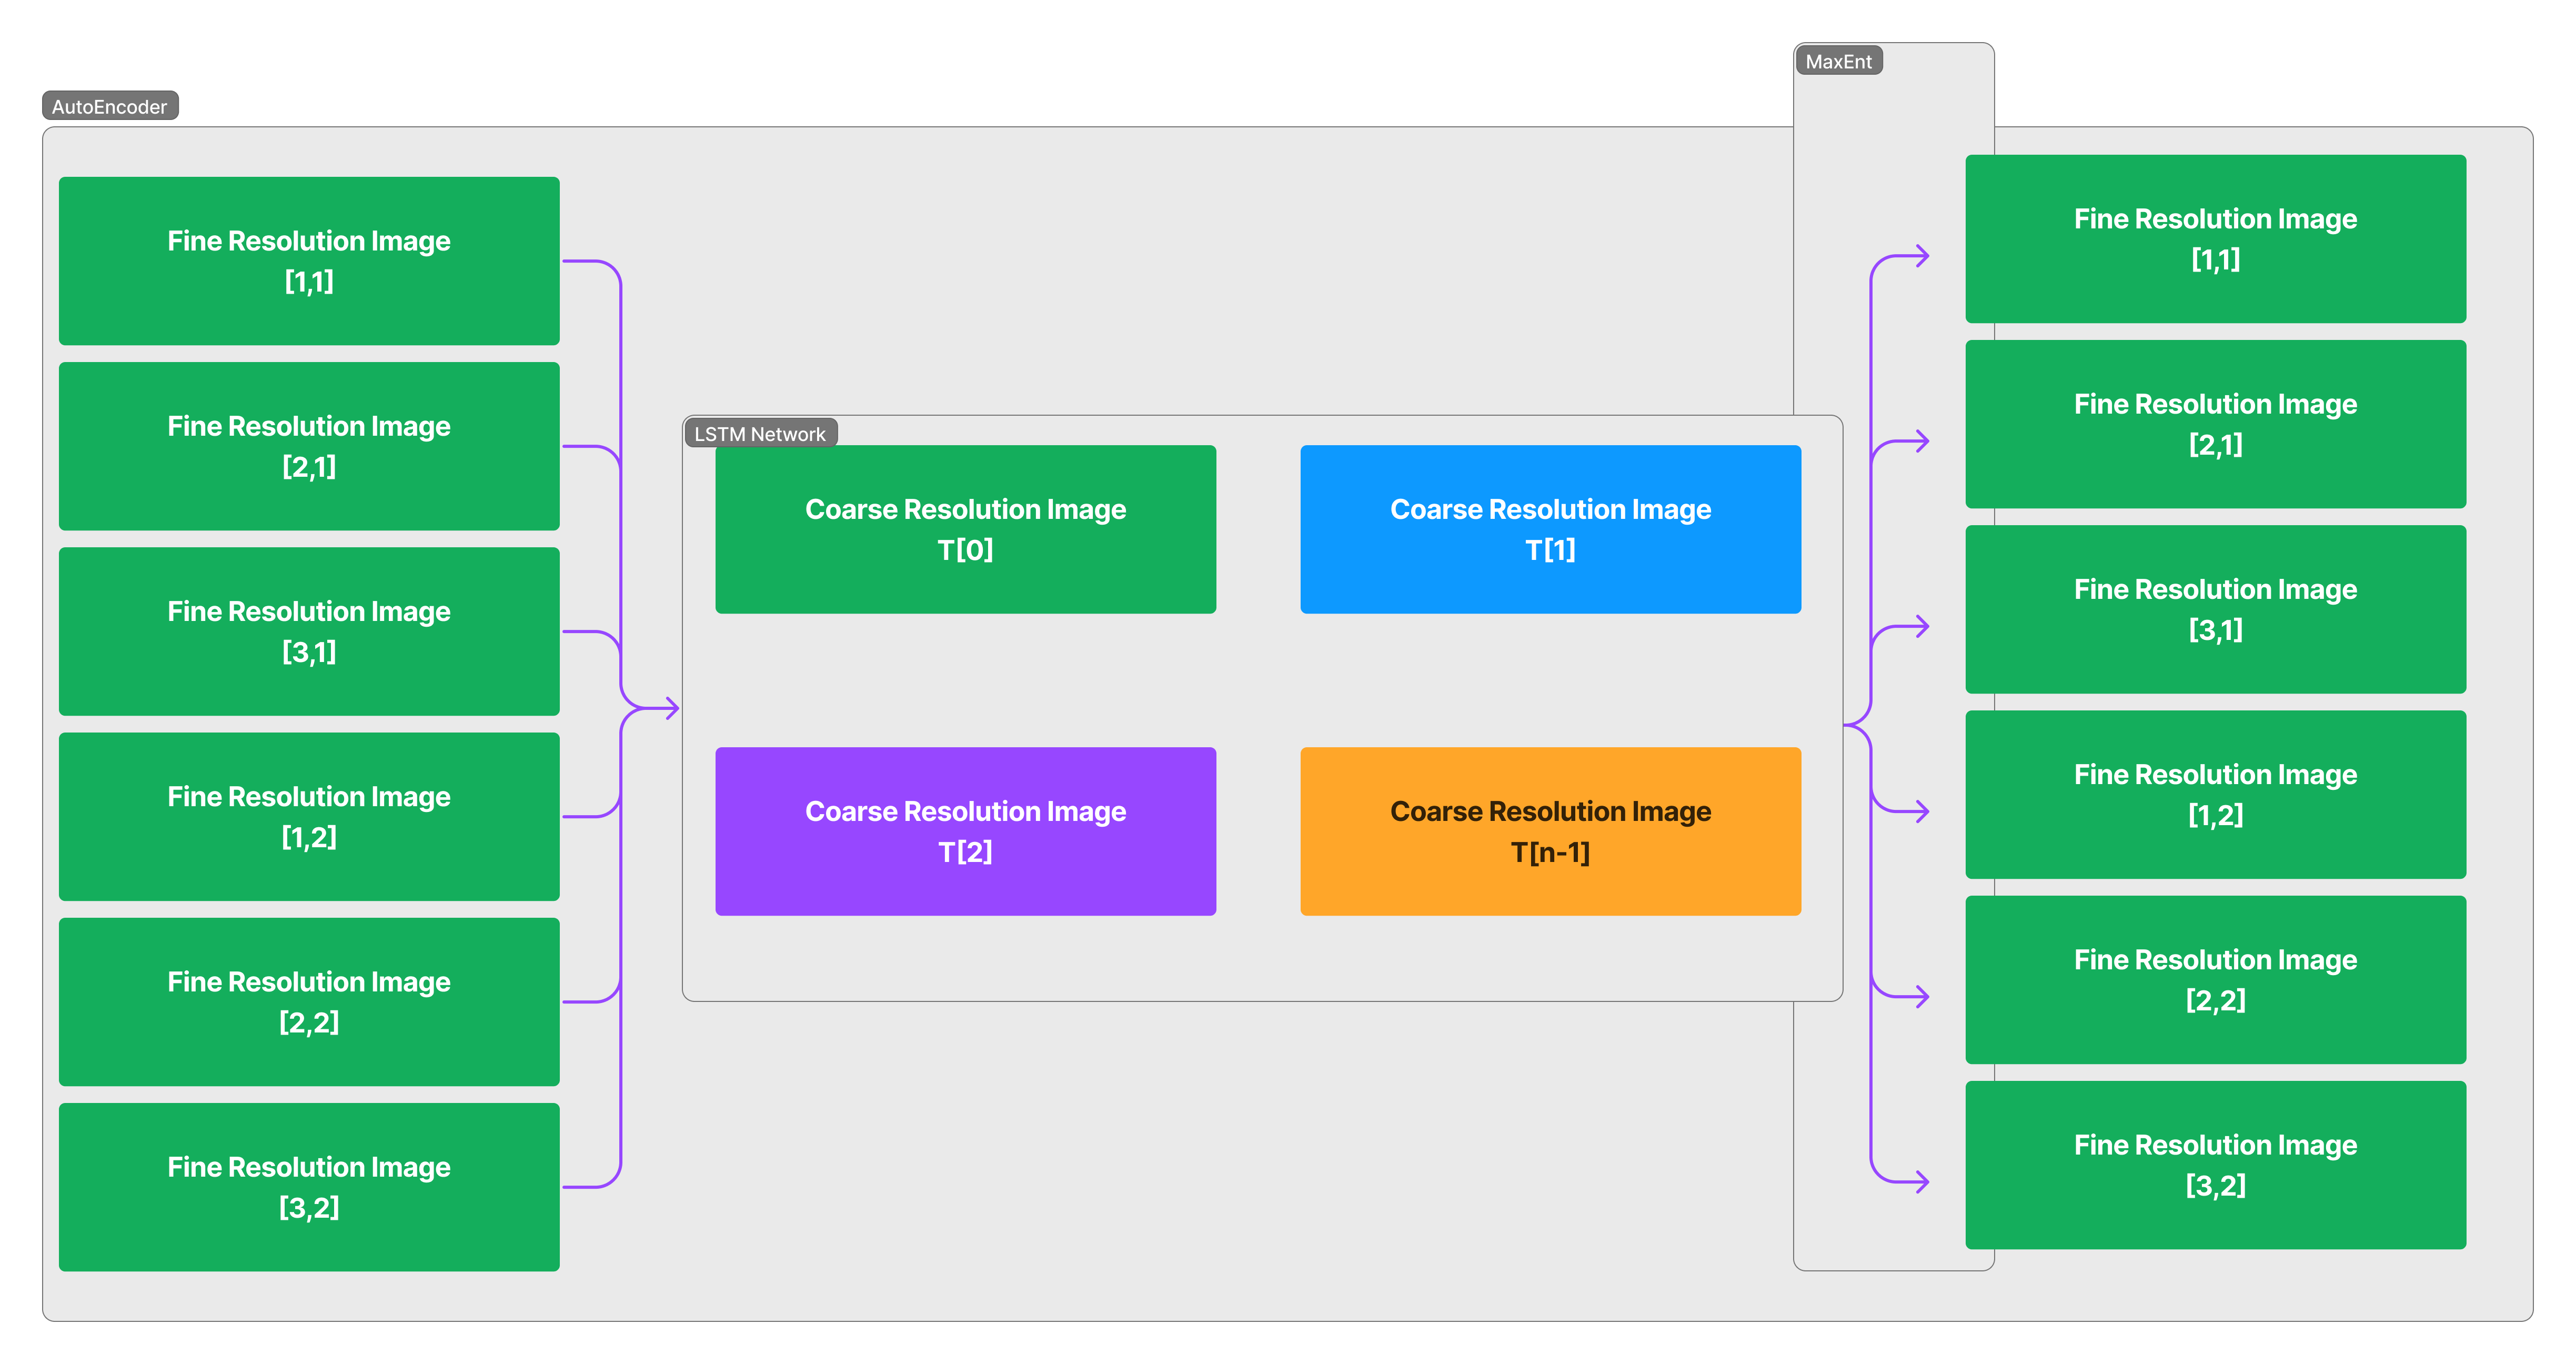 MaxEnt
AutoEncoder
Fine Resolution Image
[1,1]
Fine Resolution Image
[2,1]
Fine Resolution Image
[3,1]
Fine Resolution Image
[1,2]
Fine Resolution Image
[2,2]
Fine Resolution Image
[3,2]
LSTM Network
Coarse Resolution Image
T[0]
Coarse Resolution Image
T[1]
Coarse Resolution Image
T[2]
Coarse Resolution Image
T[n-1]
Fine Resolution Image
[1,1]
Fine Resolution Image
[2,1]
Fine Resolution Image
[3,1]
Fine Resolution Image
[1,2]
Fine Resolution Image
[2,2]
Fine Resolution Image
[3,2]